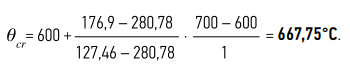 θcr = 600 + (176,9 – 280,78)/(127,46 – 280,78) · (700 – 600)/1 = 667,75°C.